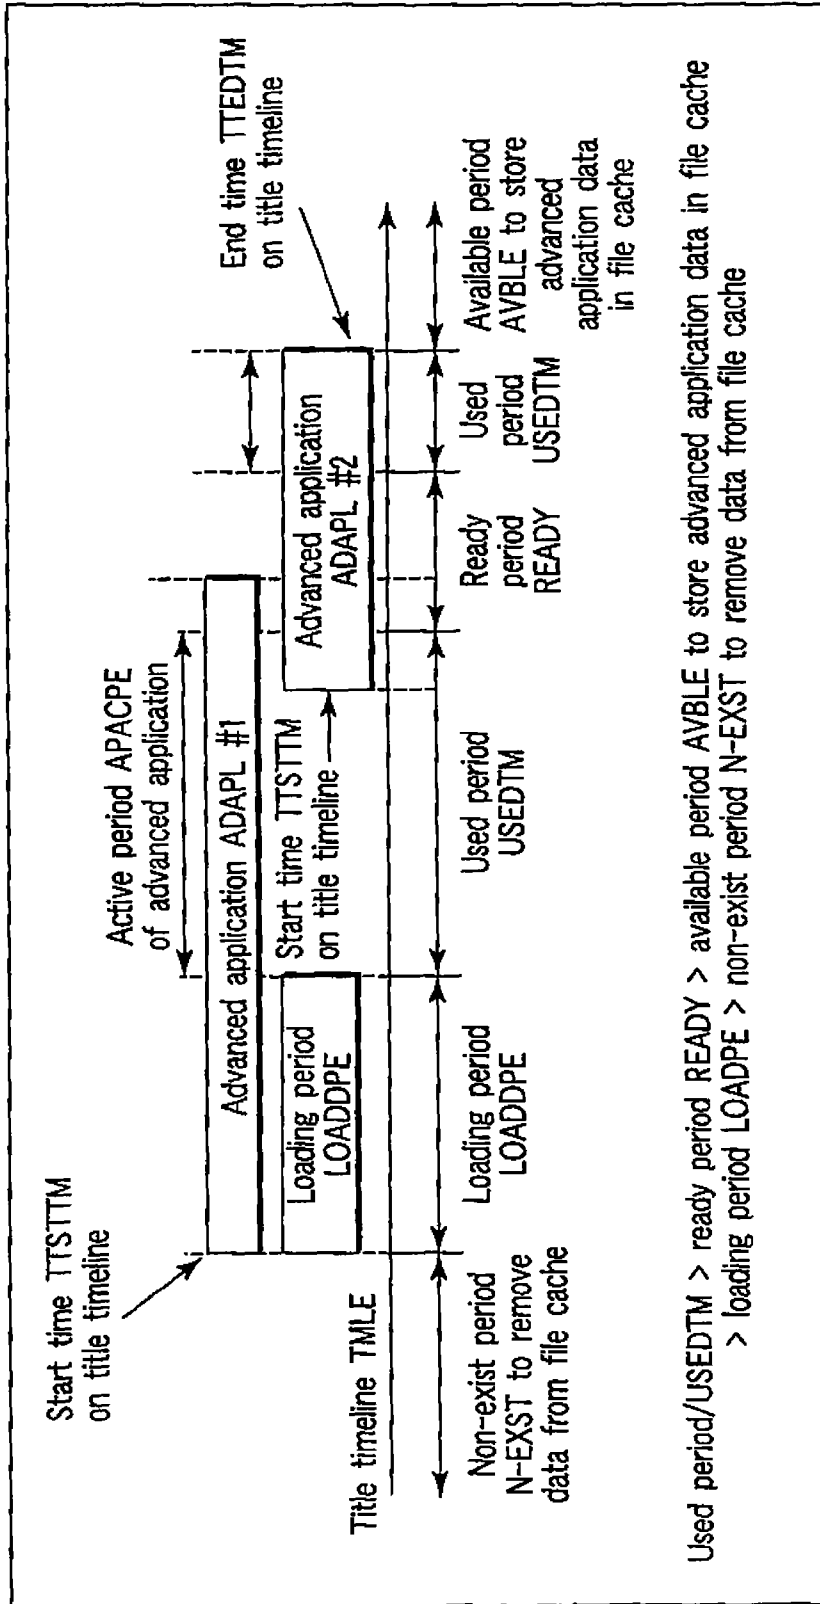 Start time TTSTTM
on title timeline
Active period APACPE
of advanced application
End time TTEDTM
on title timeline
Advanced application ADAPL #1
Loading period
LOADDPE
Start time TTSTTM
on title timeline
Advanced application
ADAPL #2
Title timeline TMLE
Non-exist period
N-EXST to remove
data from file cache
Loading period
LOADDPE
Used period
USEDTM
Ready
period
READY
Used
period
USEDTM
Available period
AVBLE to store
advanced
application data
in file cache
Used period/USEDTM > ready period READY > available period AVBLE to store advanced application data in file cache
> loading period LOADPE > non-exist period N-EXST to remove data from file cache